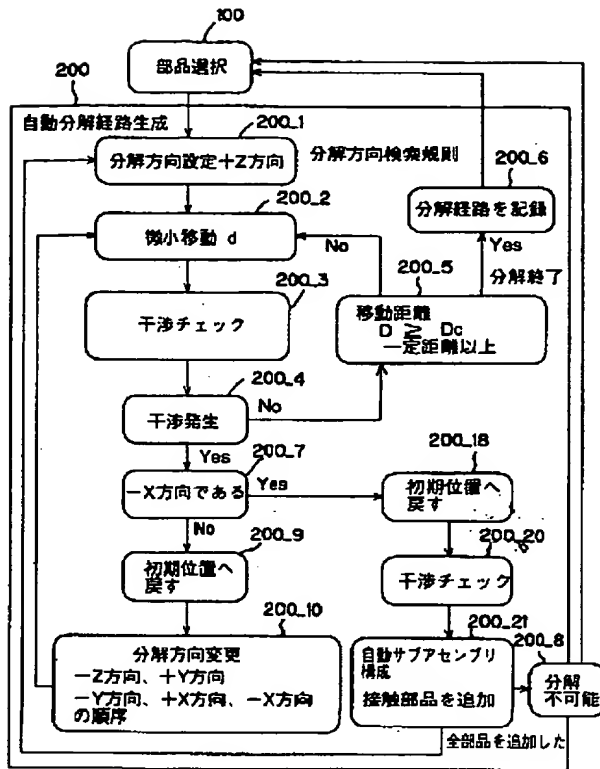 100
部品選択
200
自動分解経路生成
200_1
分解方向設定+Z方向
分解方向検索規則
200_6
分解経路を記録
200_2
微小移動 d
No
Yes
200_5
分解終了
200_3
干渉チェック
移動距離
D ≧ Dc
一定距離以上
200_4
干渉発生
No
Yes
200_7
−X方向である
Yes
200_18
初期位置へ
戻す
No
200_9
初期位置へ
戻す
200_20
干渉チェック
200_10
分解方向変更
−Z方向、+Y方向
−Y方向、+X方向、−X方向
の順序
200_21
自動サブアセンブリ
構成
接触部品を追加
200_8
分解
不可能
全部品を追加した